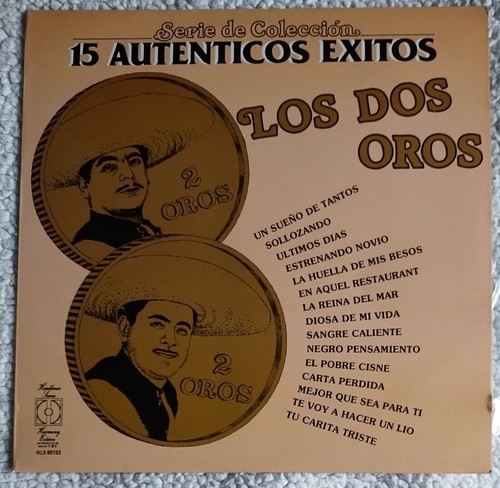 Serie de Colección
15 AUTENTICOS EXITOS
LOS DOS
OROS
2
OROS
2
OROS
UN SUEÑO DE TANTOS
SOLLOZANDO
ULTIMOS DIAS
ESTRENANDO NOVIO
LA HUELLA DE MIS BESOS
EN AQUEL RESTAURANT
LA REINA DEL MAR
DIOSA DE MI VIDA
SANGRE CALIENTE
NEGRO PENSAMIENTO
EL POBRE CISNE
CARTA PERDIDA
MEJOR QUE SEA PARA TI
TE VOY A HACER UN LIO
TU CARITA TRISTE
Harmony